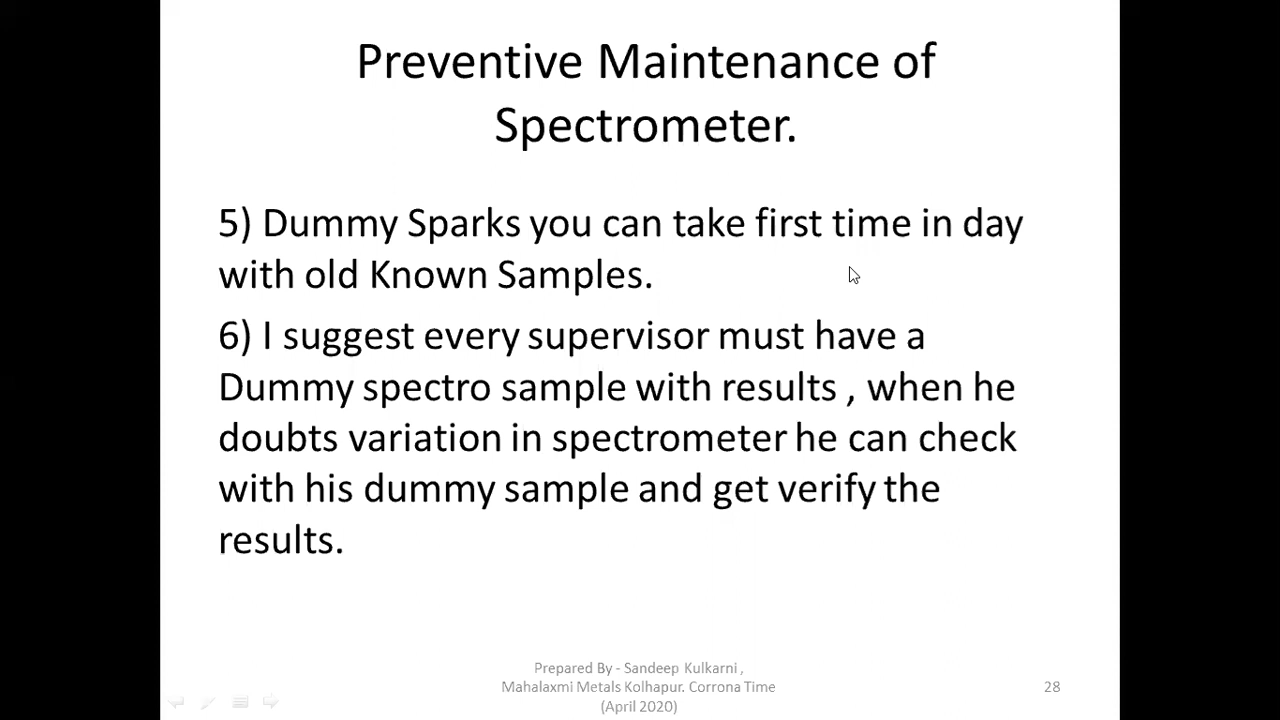 Preventive Maintenance of
Spectrometer.
5) Dummy Sparks you can take first time in day
with old Known Samples.
6) I suggest every supervisor must have a
Dummy spectro sample with results , when he
doubts variation in spectrometer he can check
with his dummy sample and get verify the
results.
Prepared By - Sandeep Kulkarni ,
Mahalaxmi Metals Kolhapur. Corrona Time
(April 2020)
28